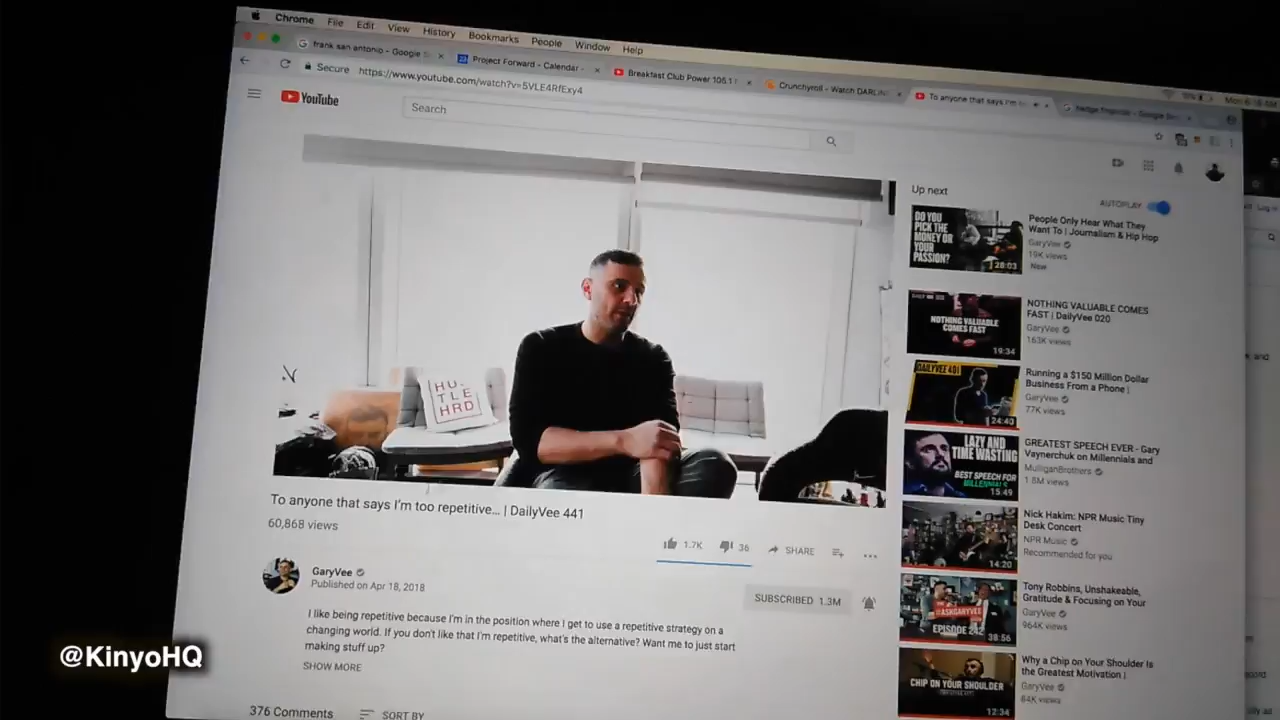 Chrome File Edit View History Bookmarks People Window Help
frank san antonio - Google
Project Forward - Calendar -
Breakfast Club Power 105.1
Crunchyroll - Watch DARLIN
To anyone that says I'm to
Secure https://www.youtube.com/watch?v=5VLE4RfExy4
YouTube
Search
Up next
AUTOPLAY
DO YOU
PICK THE
MONEY OR
YOUR
PASSION?
28:03
People Only Hear What They
Want To | Journalism & Hip Hop
GaryVee
19K views
New
NOTHING VALUABLE
COMES FAST
19:34
NOTHING VALUABLE COMES
FAST | DailyVee 020
GaryVee
163K views
DAILYVEE 401
24:40
Running a $150 Million Dollar
Business From a Phone |
GaryVee
77K views
LAZY AND
TIME WASTING
BEST SPEECH FOR
MILLENNIALS
15:49
GREATEST SPEECH EVER - Gary
Vaynerchuk on Millennials and
MulliganBrothers
1.8M views
14:20
Nick Hakim: NPR Music Tiny
Desk Concert
NPR Music
Recommended for you
#ASKGARYVEE
EPISODE 242
38:56
Tony Robbins, Unshakeable,
Gratitude & Focusing on Your
GaryVee
964K views
CHIP ON YOUR SHOULDER
12:34
Why a Chip on Your Shoulder is
the Greatest Motivation |
GaryVee
84K views
HU
TLE
HRD
To anyone that says I'm too repetitive... | DailyVee 441
60,868 views
1.7K 36 SHARE
GaryVee
Published on Apr 18, 2018
SUBSCRIBED 1.3M
I like being repetitive because I'm in the position where I get to use a repetitive strategy on a
changing world. If you don't like that I'm repetitive, what's the alternative? Want me to just start
making stuff up?
SHOW MORE
376 Comments SORT BY
@KinyoHQ